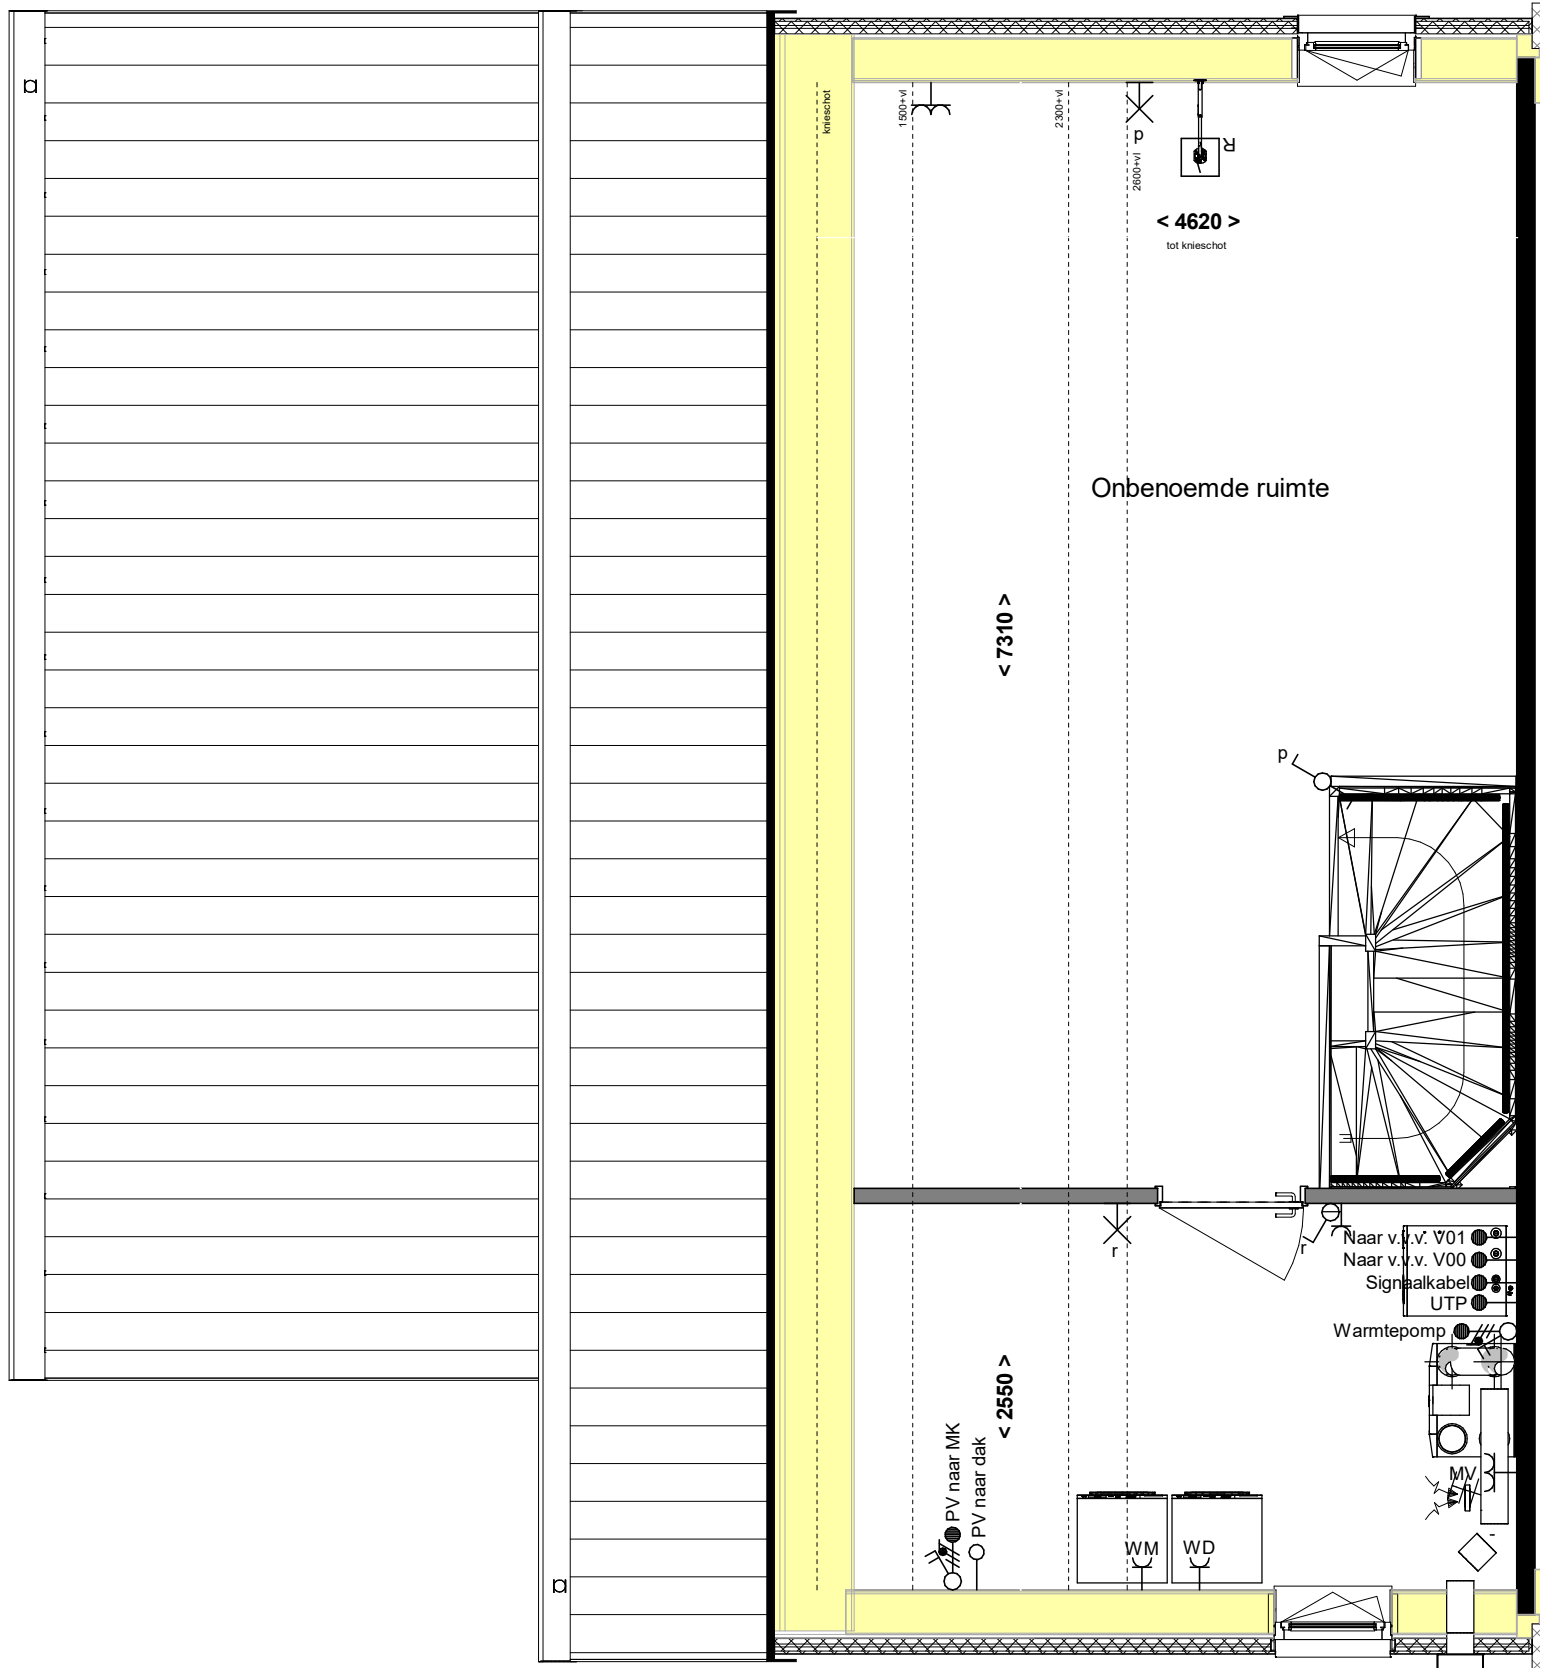 knieschot
1500+vl
2300+vl
p
2600+vl
R
< 4620 >
tot knieschot
Onbenoemde ruimte
< 7310 >
p
r
r
Naar v.v.v. V01
Naar v.v.v. V00
Signaalkabel
UTP
Warmtepomp
< 2550 >
PV naar MK
PV naar dak
MV
WM
WD